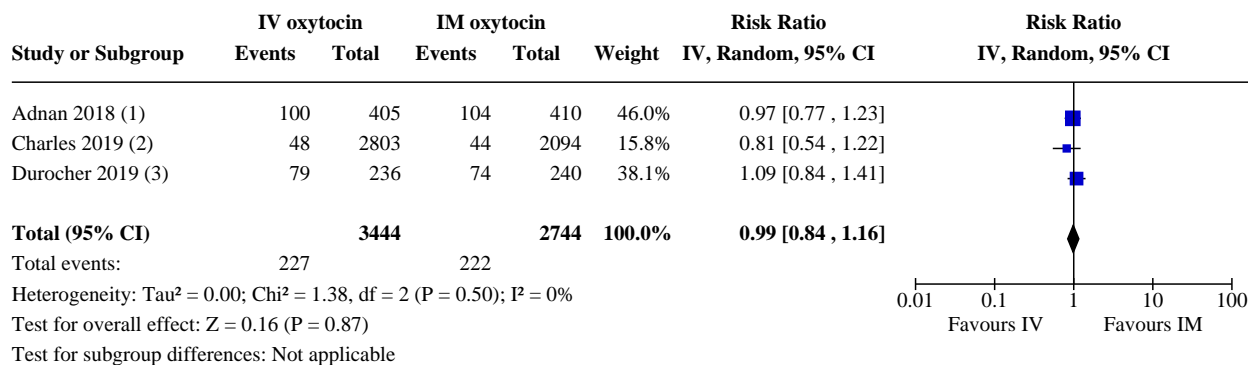 IV oxytocin IM oxytocin Risk Ratio Risk Ratio
Study or Subgroup Events Total Events Total Weight IV, Random, 95% CI IV, Random, 95% CI
Adnan 2018 (1) 100 405 104 410 46.0% 0.97 [0.77 , 1.23]
Charles 2019 (2) 48 2803 44 2094 15.8% 0.81 [0.54 , 1.22]
Durocher 2019 (3) 79 236 74 240 38.1% 1.09 [0.84 , 1.41]
Total (95% CI) 3444 2744 100.0% 0.99 [0.84 , 1.16]
Total events: 227 222
Heterogeneity: Tau² = 0.00; Chi² = 1.38, df = 2 (P = 0.50); I² = 0%
0.01 0.1 1 10 100
Test for overall effect: Z = 0.16 (P = 0.87)
Favours IV Favours IM
Test for subgroup differences: Not applicable